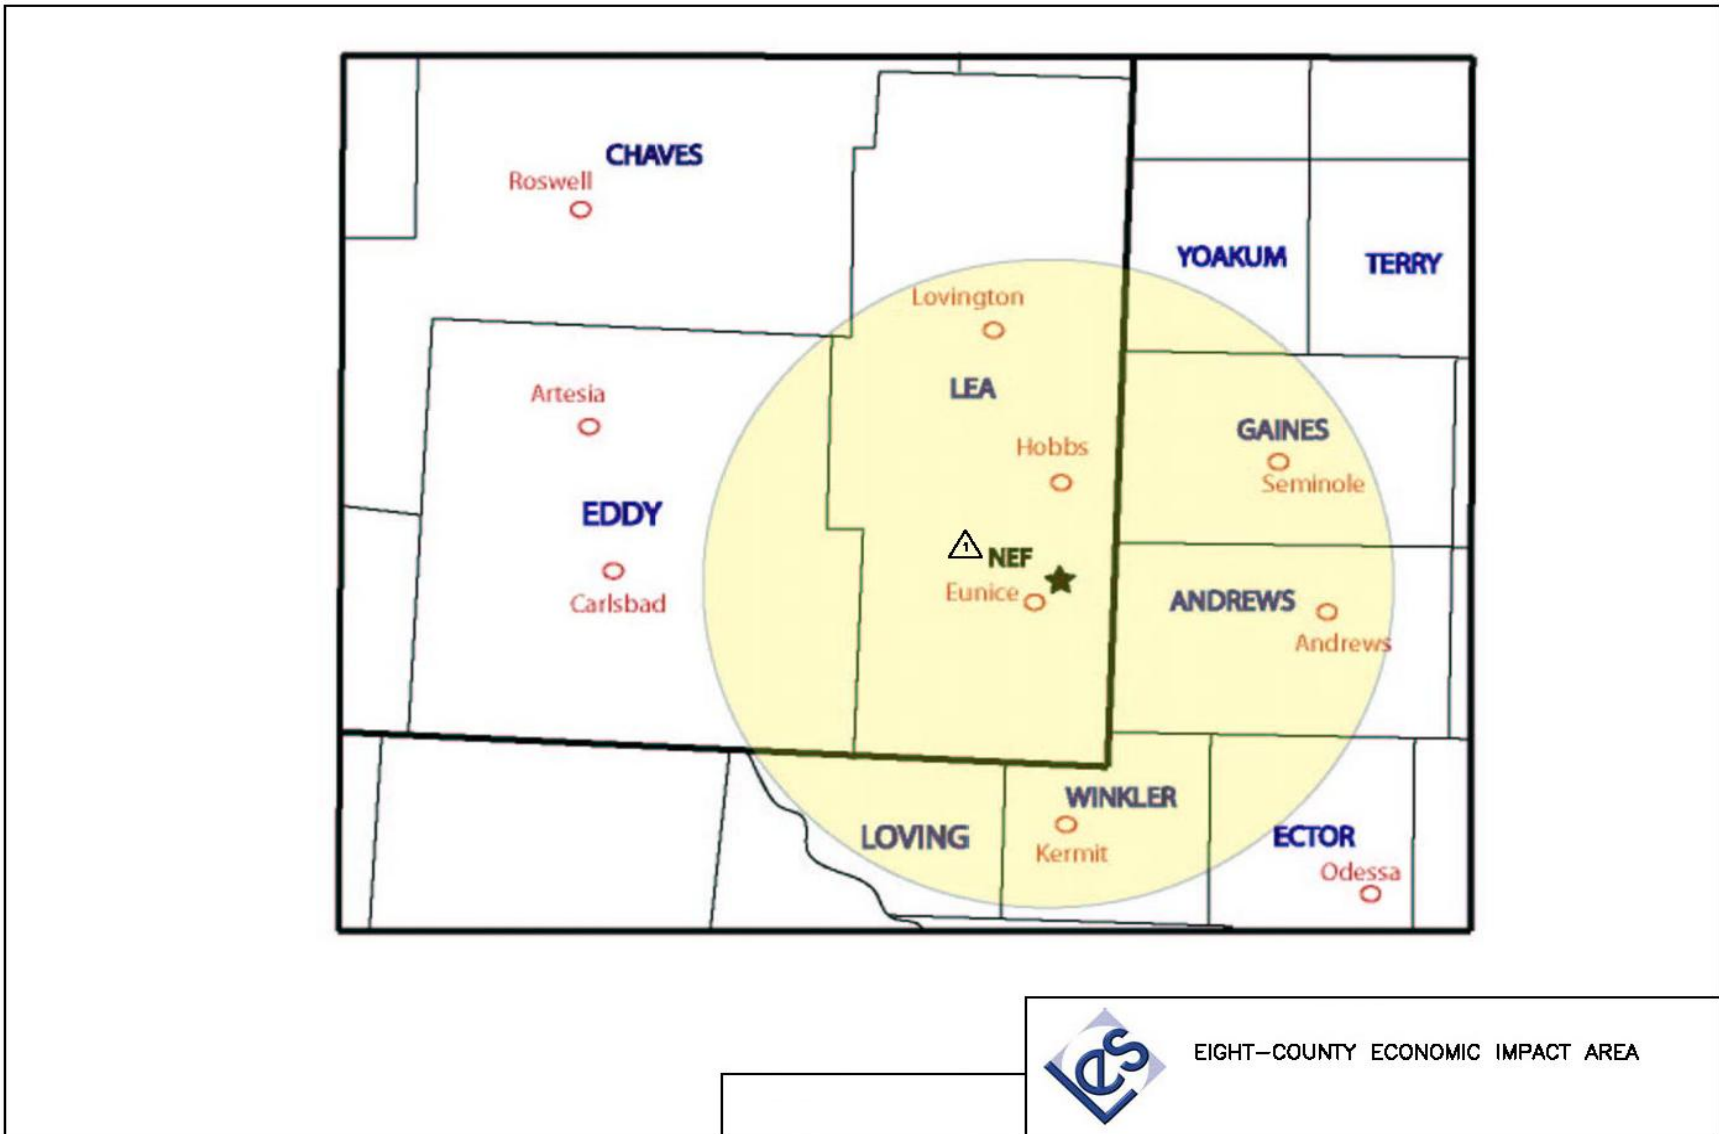 CHAVES
Roswell
YOAKUM
TERRY
Lovington
LEA
Artesia
GAINES
Hobbs
Seminole
EDDY
1
NEF
Eunice
Carlsbad
ANDREWS
Andrews
WINKLER
LOVING
Kermit
ECTOR
Odessa
Les
EIGHT-COUNTY ECONOMIC IMPACT AREA